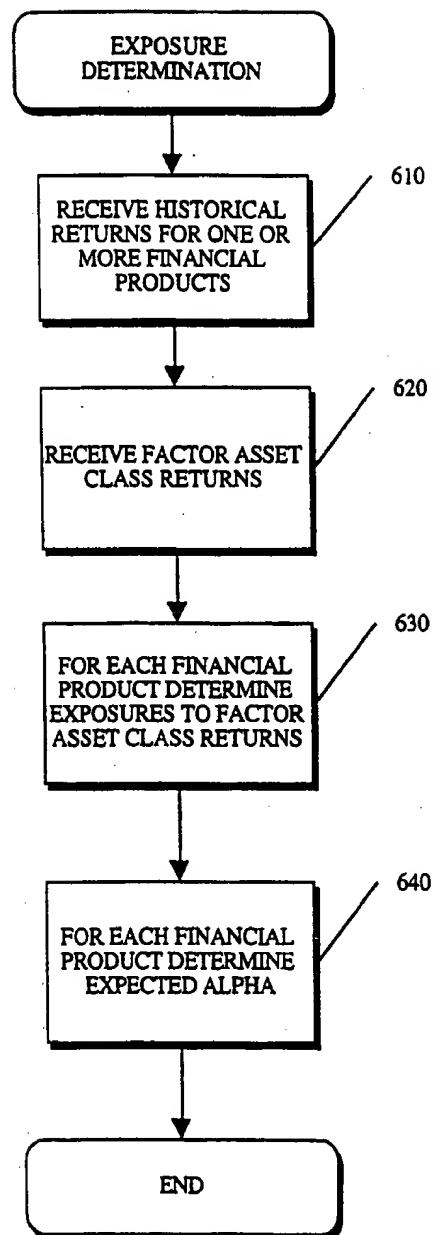 EXPOSURE
DETERMINATION
610
RECEIVE HISTORICAL
RETURNS FOR ONE OR
MORE FINANCIAL
PRODUCTS
620
RECEIVE FACTOR ASSET
CLASS RETURNS
630
FOR EACH FINANCIAL
PRODUCT DETERMINE
EXPOSURES TO FACTOR
ASSET CLASS RETURNS
640
FOR EACH FINANCIAL
PRODUCT DETERMINE
EXPECTED ALPHA
END